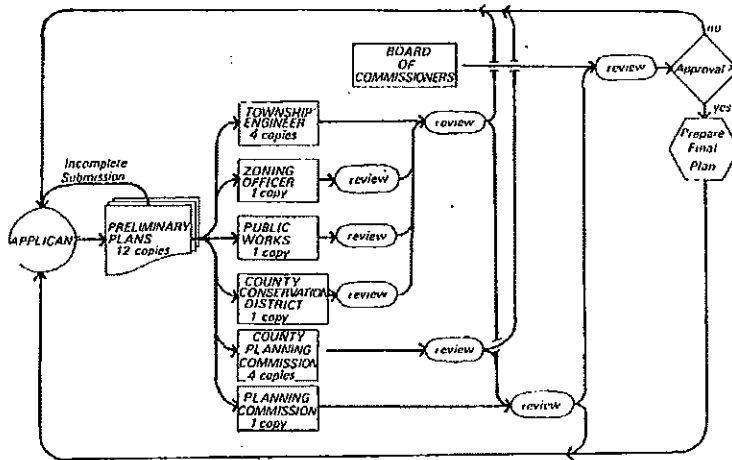 no
BOARD
OF
COMMISSIONERS
review
Approval ?
yes
Prepare
Final
Plan
TOWNSHIP
ENGINEER
4 copies
review
Incomplete
Submission
ZONING
OFFICER
1 copy
review
APPLICAN
PRELIMINARY
PLANS
12 copies
PUBLIC
WORKS
1 copy
review
COUNTY
CONSERVATION
DISTRICT
1 copy
review
COUNTY
PLANNING
COMMISSION
4 copies
review
PLANNING
COMMISSION
1 copy
review